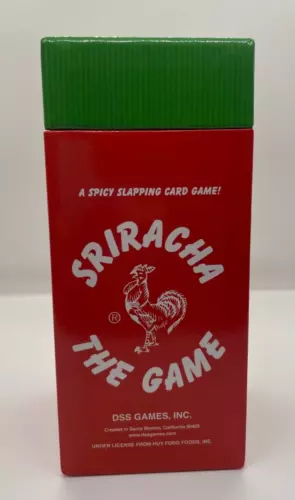 A SPICY SLAPPING CARD GAME!
SRIRACHA
®
THE GAME
DSS GAMES, INC.
Created in Santa Monica, California 90405
www.dssgames.com
UNDER LICENSE FROM HUY FONG FOODS, INC.